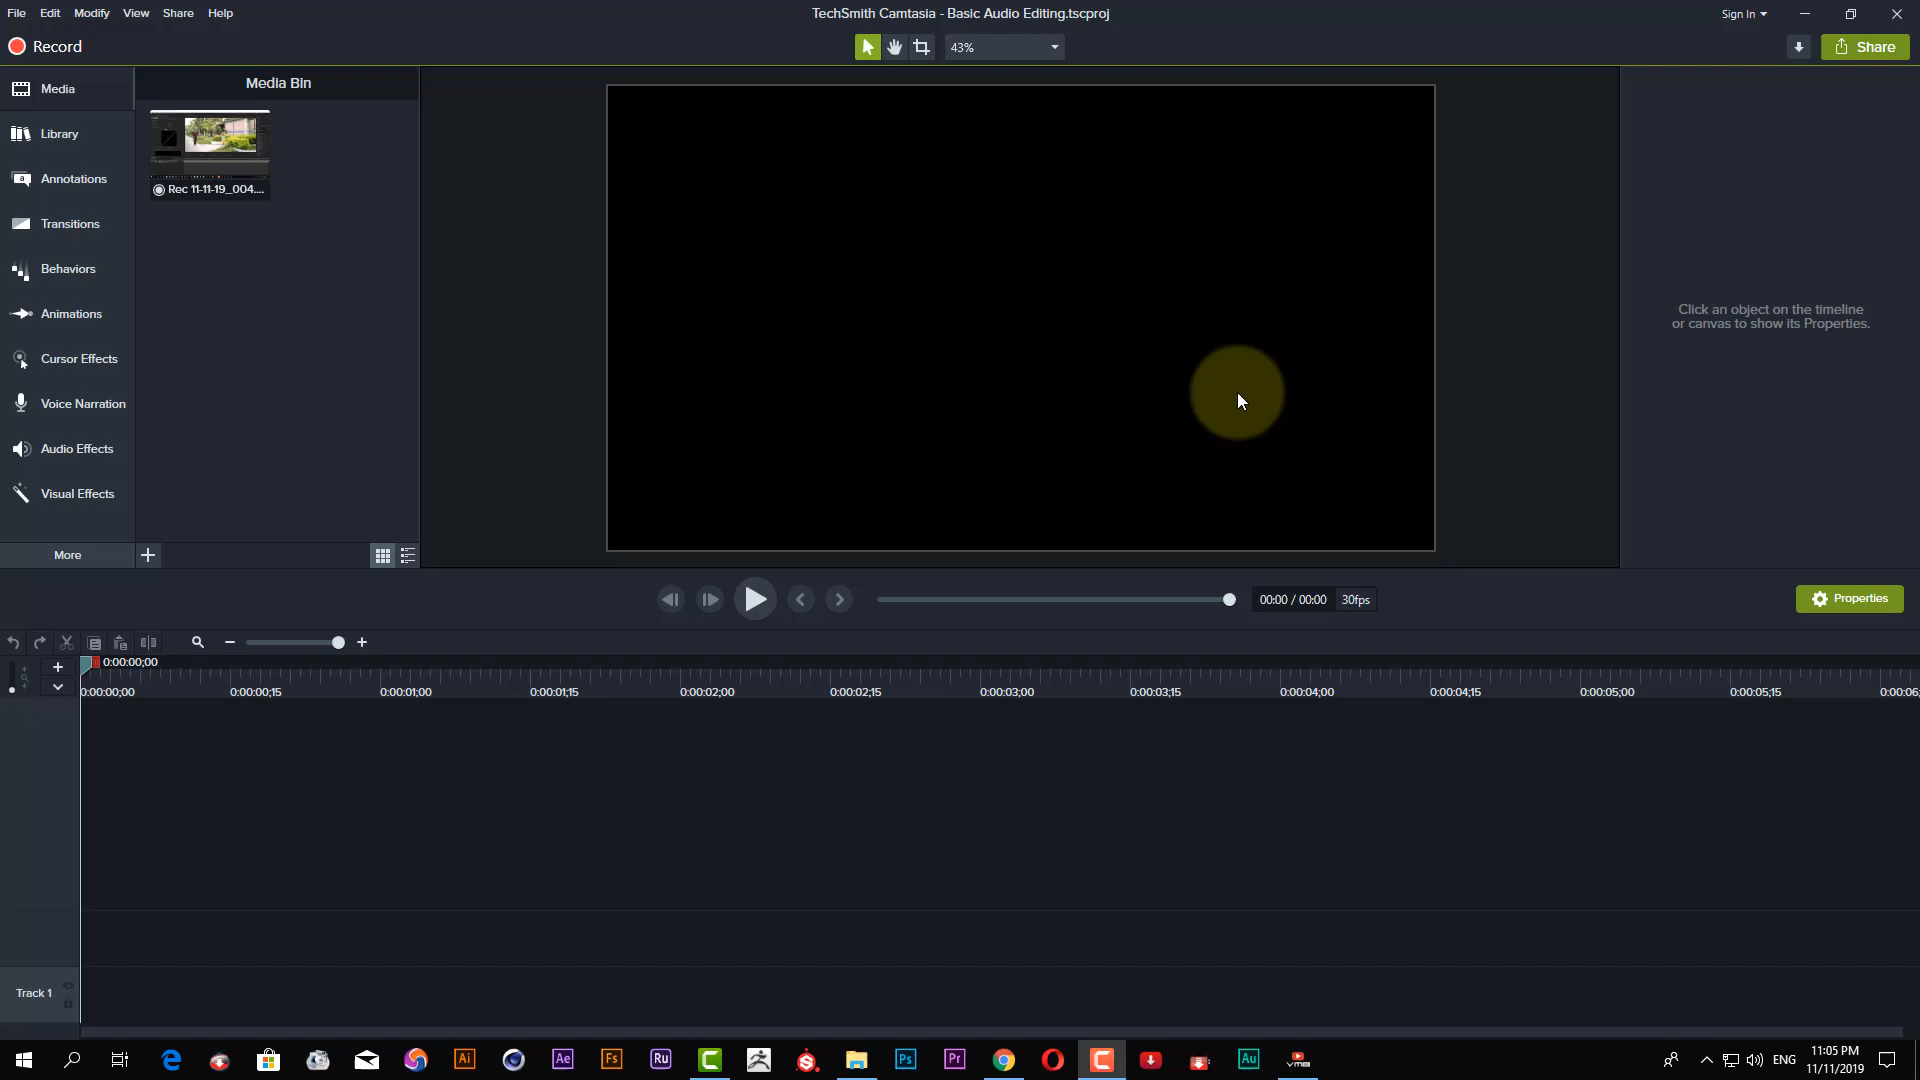 File Edit Modify View Share Help
TechSmith Camtasia - Basic Audio Editing.tscproj
Sign In
Record
43%
Share
Media
Media Bin
Library
Rec 11-11-19_004....
Annotations
Transitions
Behaviors
Animations
Click an object on the timeline
or canvas to show its Properties.
Cursor Effects
Voice Narration
Audio Effects
Visual Effects
More
00:00 / 00:00 30fps
Properties
0:00:00;00
0:00:00;00 0:00:00;15 0:00:01;00 0:00:01;15 0:00:02;00 0:00:02;15 0:00:03;00 0:00:03;15 0:00:04;00 0:00:04;15 0:00:05;00 0:00:05;15 0:00:06;
Track 1
Ai Ae Fs Ru Ps Pr Au
ENG
11:05 PM
11/11/2019